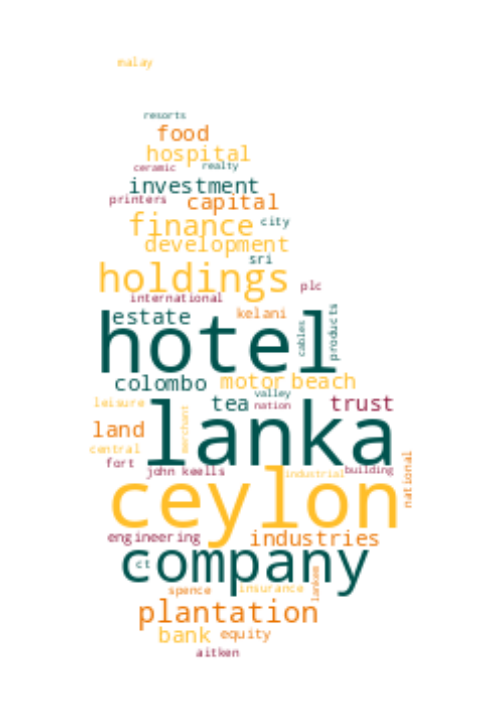 malay
resorts
food
hospital
ceramic realty
investment
printers capital
finance city
development
sri
holdings plc
international
estate kelani
hotel cables products
colombo motor beach
valley
leisure tea nation trust
lanka
land merchant
central
fort john keells industrial building
ceylon national
engineering industries
company
ct
spence insurance lankem
plantation
bank equity
aitken